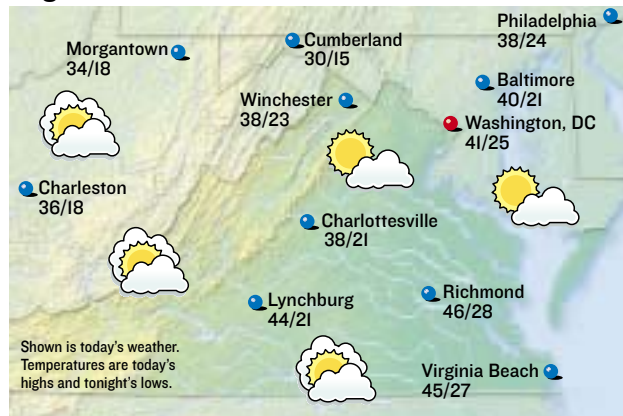 Philadelphia
38/24
Morgantown
34/18
Cumberland
30/15
Baltimore
40/21
Winchester
38/23
Washington, DC
41/25
Charleston
36/18
Charlottesville
38/21
Lynchburg
44/21
Richmond
46/28
Shown is today's weather.
Temperatures are today's
highs and tonight's lows.
Virginia Beach
45/27